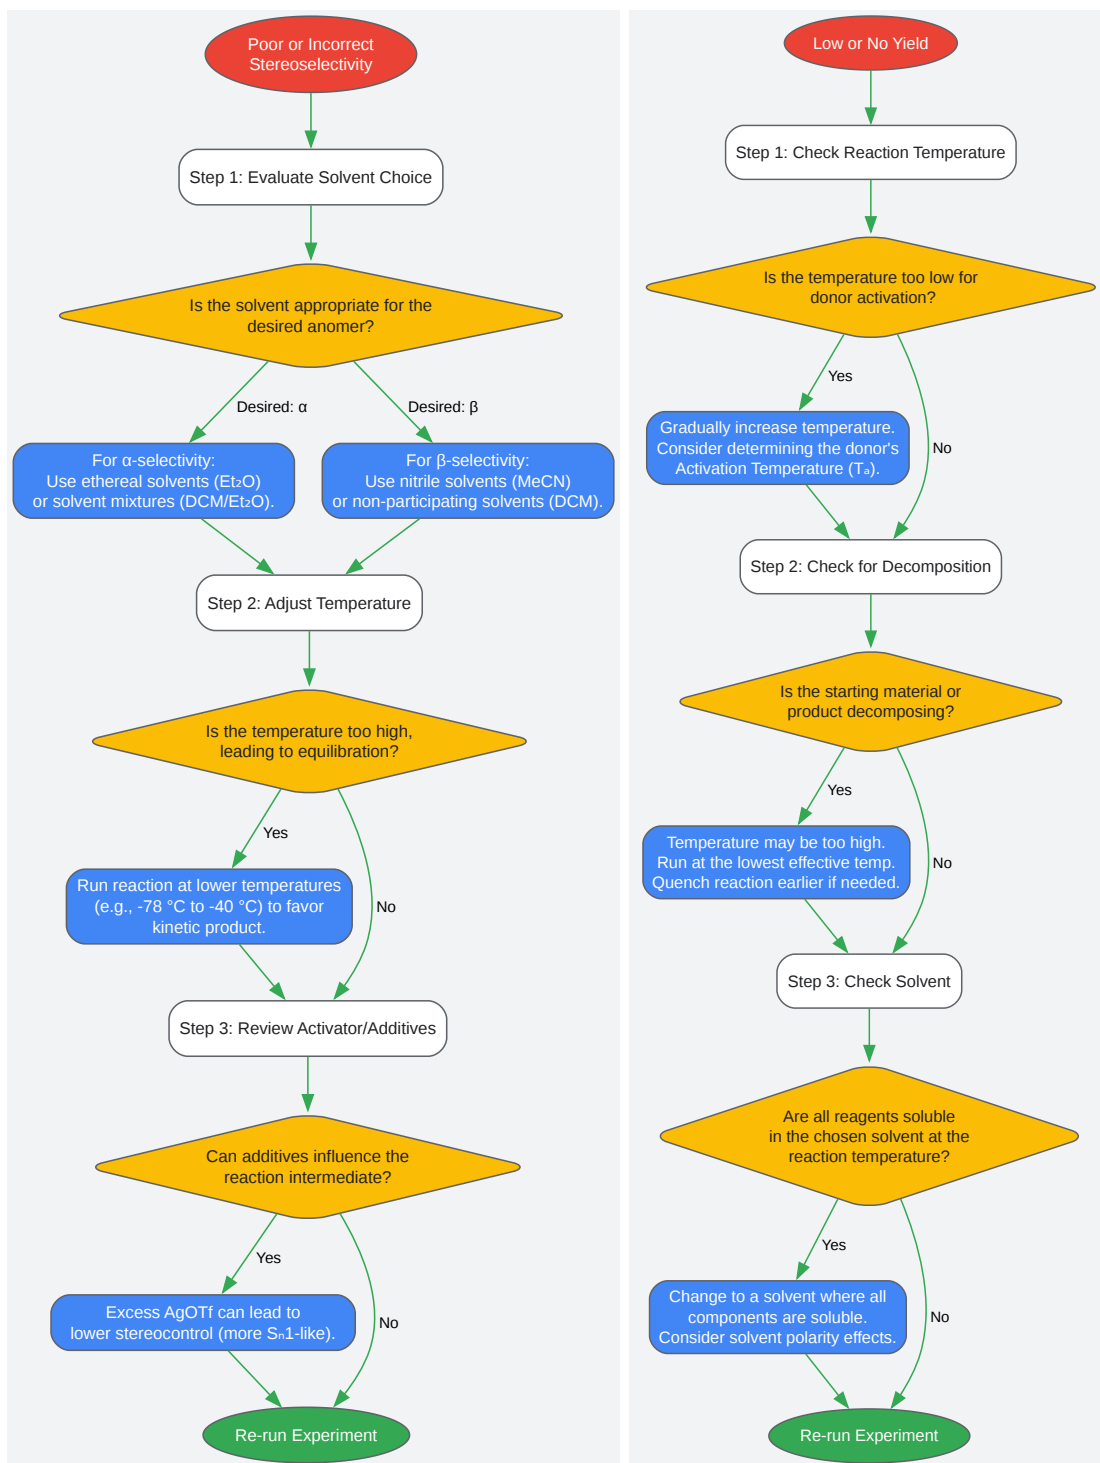 Poor or Incorrect
Stereoselectivity
Step 1: Evaluate Solvent Choice
Is the solvent appropriate for the
desired anomer?
Desired: α
Desired: β
For α-selectivity:
Use ethereal solvents (Et₂O)
or solvent mixtures (DCM/Et₂O).
For β-selectivity:
Use nitrile solvents (MeCN)
or non-participating solvents (DCM).
Step 2: Adjust Temperature
Is the temperature too high,
leading to equilibration?
Yes
No
Run reaction at lower temperatures
(e.g., -78 °C to -40 °C) to favor
kinetic product.
Step 3: Review Activator/Additives
Can additives influence the
reaction intermediate?
Yes
No
Excess AgOTf can lead to
lower stereocontrol (more Sₙ1-like).
Re-run Experiment
Low or No Yield
Step 1: Check Reaction Temperature
Is the temperature too low for
donor activation?
Yes
No
Gradually increase temperature.
Consider determining the donor's
Activation Temperature (Tₐ).
Step 2: Check for Decomposition
Is the starting material or
product decomposing?
Yes
No
Temperature may be too high.
Run at the lowest effective temp.
Quench reaction earlier if needed.
Step 3: Check Solvent
Are all reagents soluble
in the chosen solvent at the
reaction temperature?
Yes
No
Change to a solvent where all
components are soluble.
Consider solvent polarity effects.
Re-run Experiment